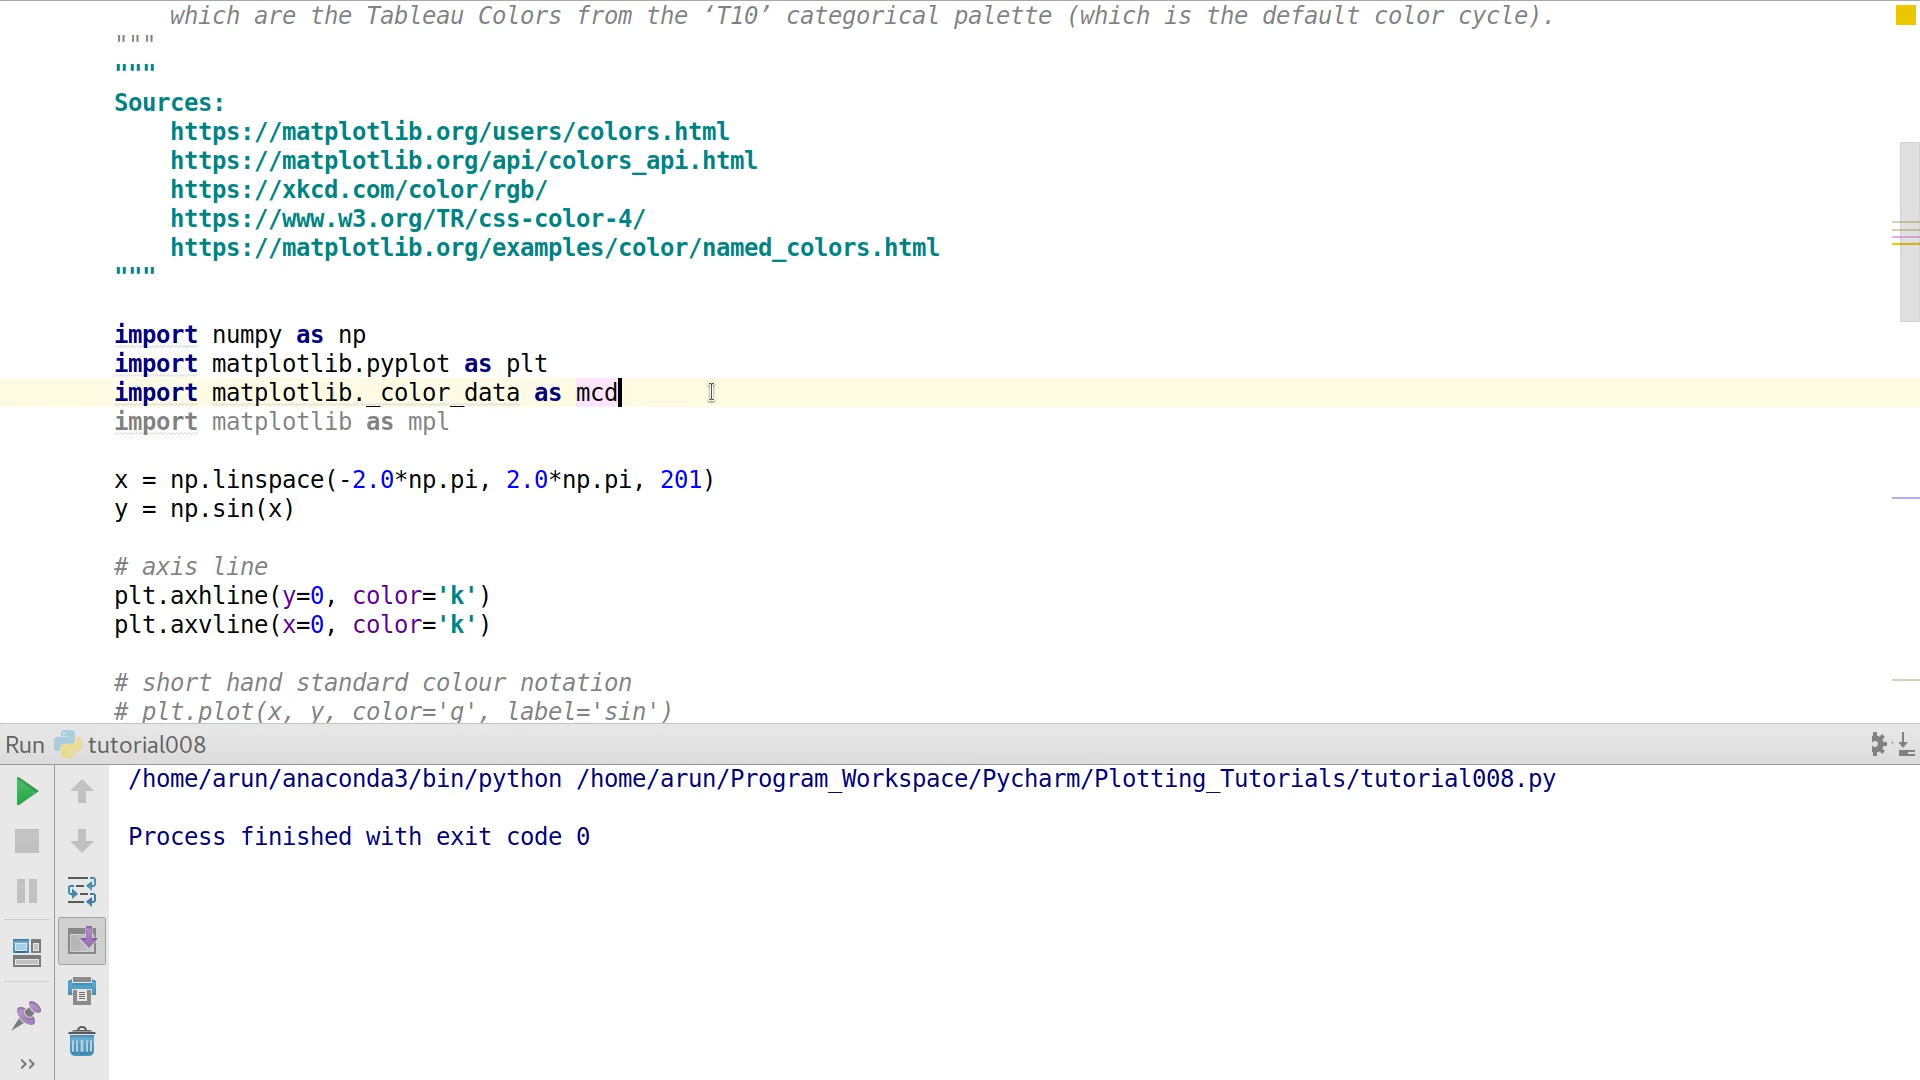 which are the Tableau Colors from the ‘T10’ categorical palette (which is the default color cycle).
"""
"""
Sources:
https://matplotlib.org/users/colors.html
https://matplotlib.org/api/colors_api.html
https://xkcd.com/color/rgb/
https://www.w3.org/TR/css-color-4/
https://matplotlib.org/examples/color/named_colors.html
"""
import numpy as np
import matplotlib.pyplot as plt
import matplotlib._color_data as mcd
import matplotlib as mpl
x = np.linspace(-2.0*np.pi, 2.0*np.pi, 201)
y = np.sin(x)
# axis line
plt.axhline(y=0, color='k')
plt.axvline(x=0, color='k')
# short hand standard colour notation
# plt.plot(x, y, color='g', label='sin')
Run tutorial008
/home/arun/anaconda3/bin/python /home/arun/Program_Workspace/Pycharm/Plotting_Tutorials/tutorial008.py
Process finished with exit code 0